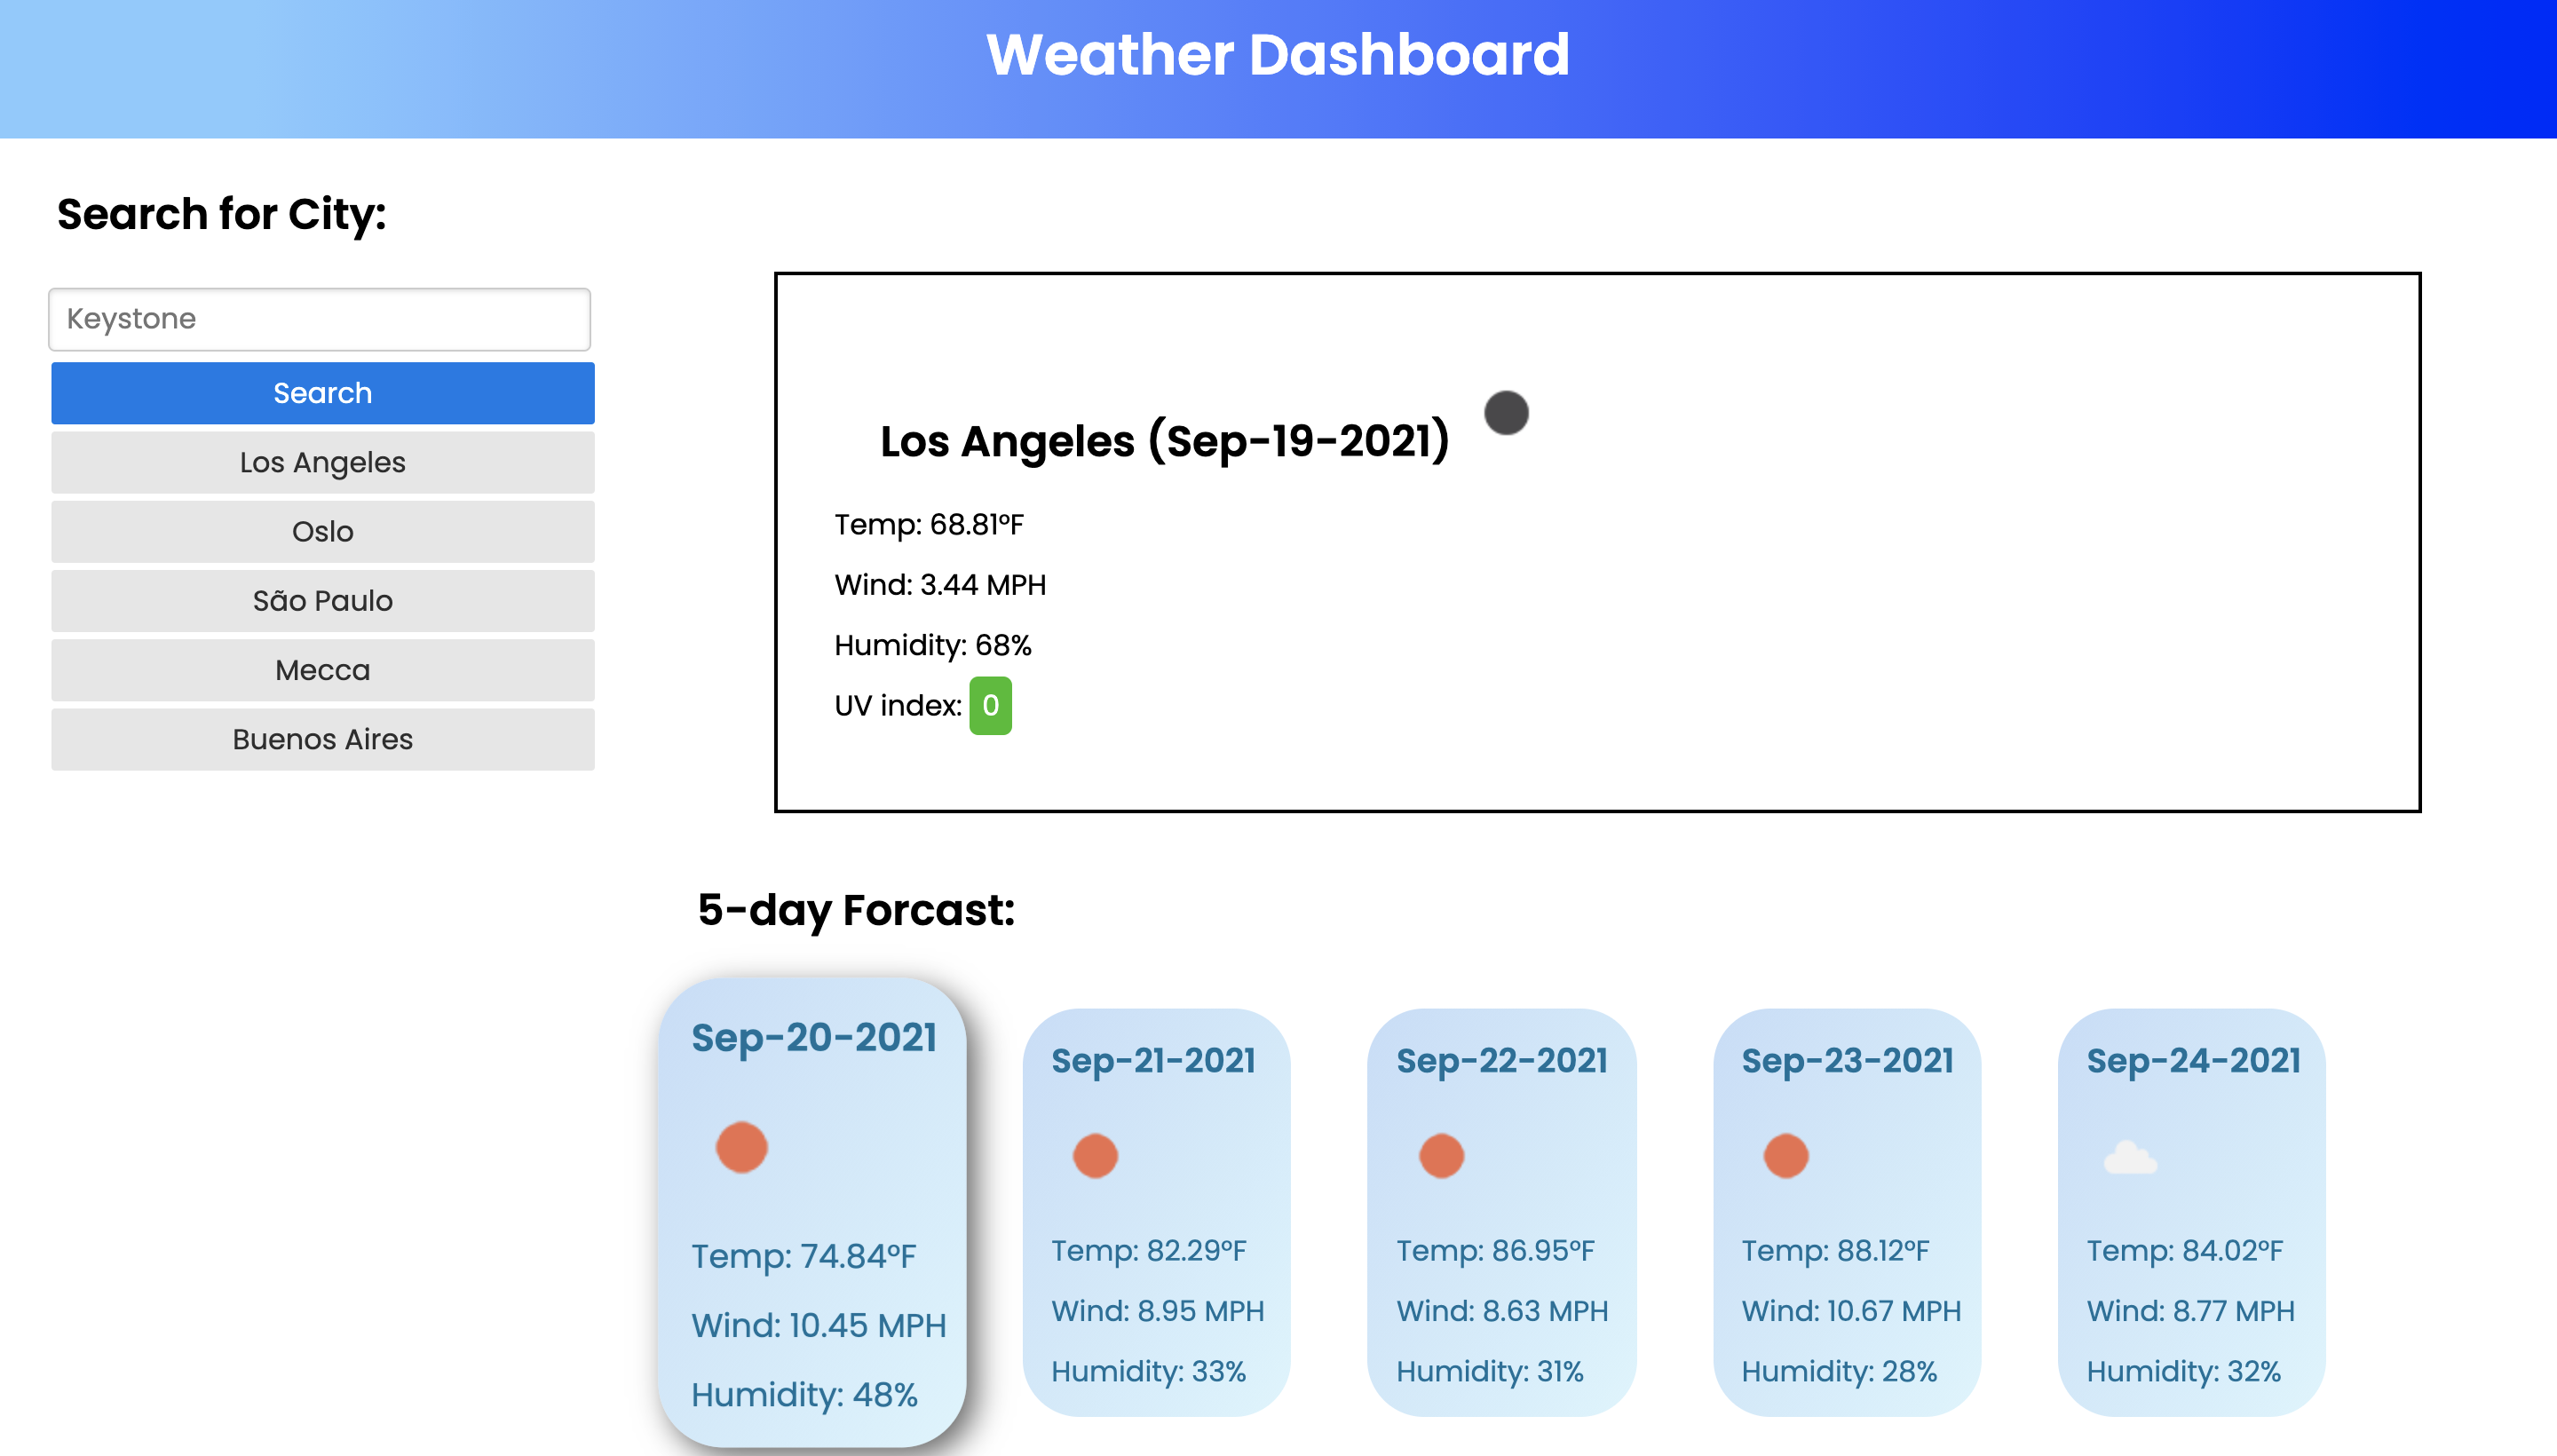 Weather Dashboard
Search for City:
Keystone
Search
Los Angeles
Oslo
São Paulo
Mecca
Buenos Aires
Los Angeles (Sep-19-2021)
Temp: 68.81°F
Wind: 3.44 MPH
Humidity: 68%
UV index: 0
5-day Forcast:
Sep-20-2021
Temp: 74.84°F
Wind: 10.45 MPH
Humidity: 48%
Sep-21-2021
Temp: 82.29°F
Wind: 8.95 MPH
Humidity: 33%
Sep-22-2021
Temp: 86.95°F
Wind: 8.63 MPH
Humidity: 31%
Sep-23-2021
Temp: 88.12°F
Wind: 10.67 MPH
Humidity: 28%
Sep-24-2021
Temp: 84.02°F
Wind: 8.77 MPH
Humidity: 32%